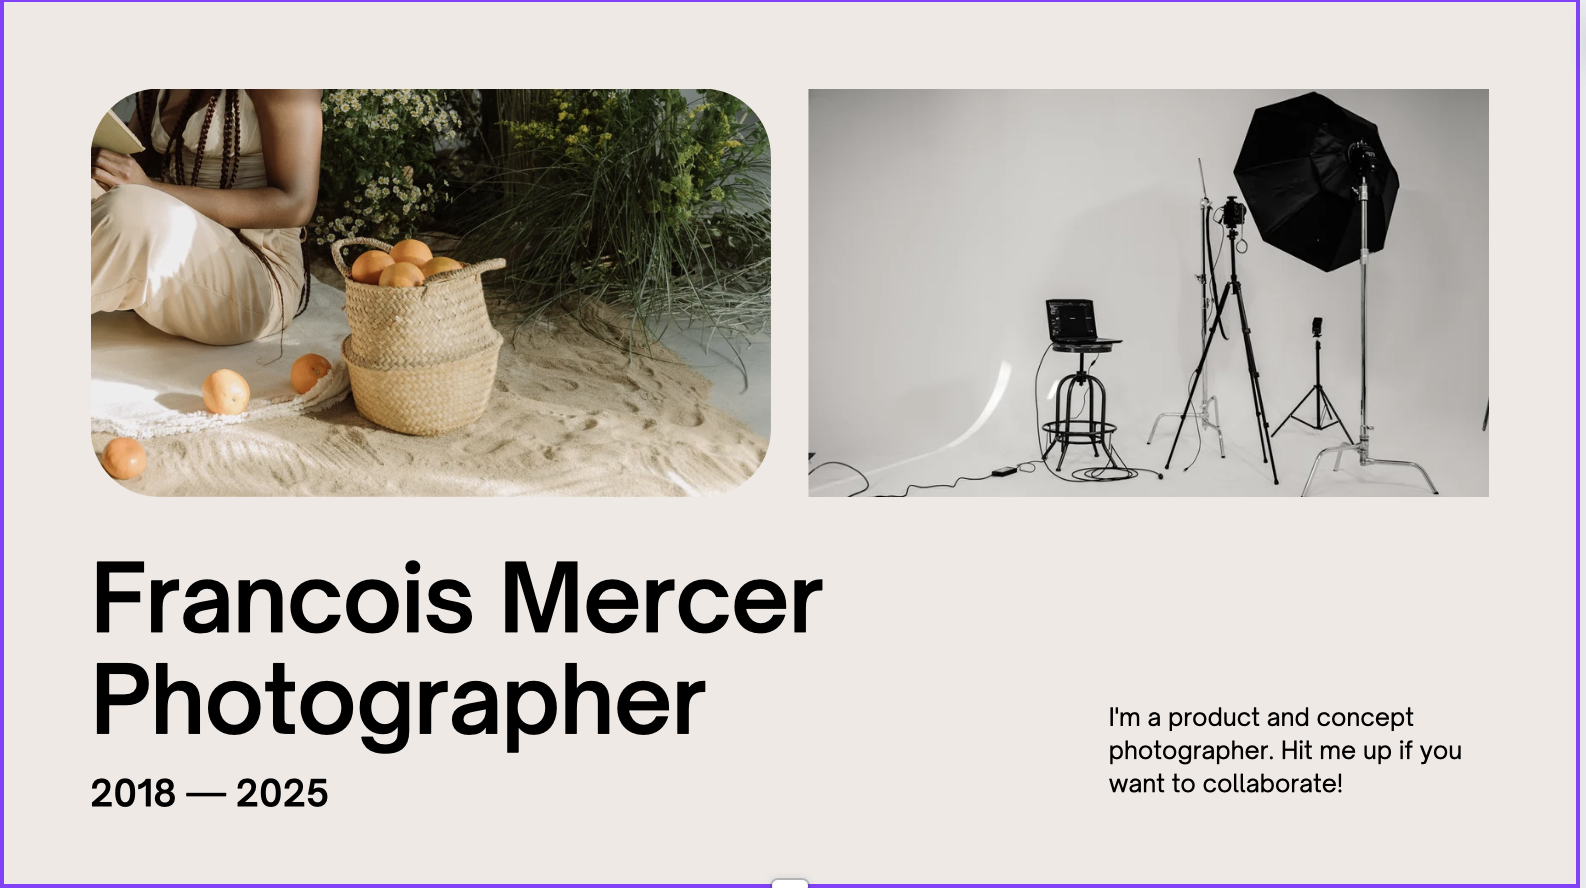 Francois Mercer
Photographer
2018 — 2025
I'm a product and concept
photographer. Hit me up if you
want to collaborate!